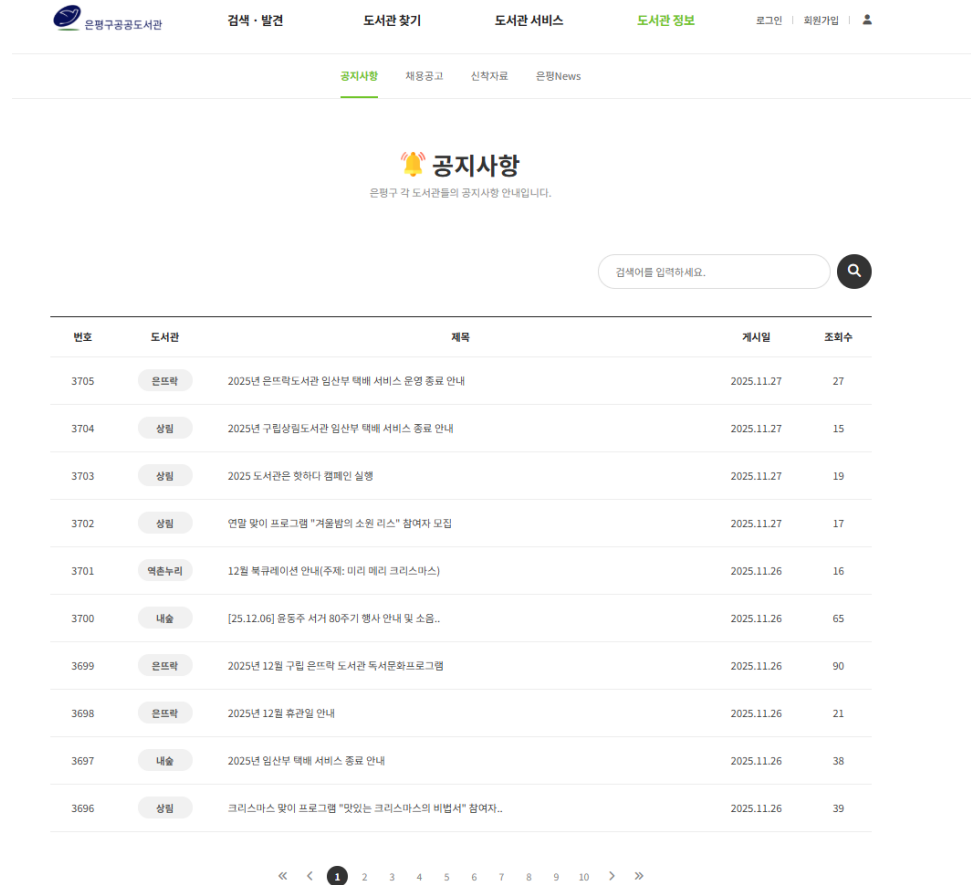 은평구공공도서관 검색 · 발견 도서관 찾기 도서관 서비스 도서관 정보 로그인 회원가입
공지사항 채용공고 신착자료 은평News
공지사항
은평구 각 도서관들의 공지사항 안내입니다.
검색어를 입력하세요.
번호 도서관 제목 게시일 조회수
3705 은뜨락 2025년 은뜨락도서관 임산부 택배 서비스 운영 종료 안내 2025.11.27 27
3704 상림 2025년 구립상림도서관 임산부 택배 서비스 종료 안내 2025.11.27 15
3703 상림 2025 도서관은 핫하다 캠페인 실행 2025.11.27 19
3702 상림 연말 맞이 프로그램 "겨울밤의 소원 리스" 참여자 모집 2025.11.27 17
3701 역촌누리 12월 북큐레이션 안내(주제: 미리 메리 크리스마스) 2025.11.26 16
3700 내숲 [25.12.06] 윤동주 서거 80주기 행사 안내 및 소음.. 2025.11.26 65
3699 은뜨락 2025년 12월 구립 은뜨락 도서관 독서문화프로그램 2025.11.26 90
3698 은뜨락 2025년 12월 휴관일 안내 2025.11.26 21
3697 내숲 2025년 임산부 택배 서비스 종료 안내 2025.11.26 38
3696 상림 크리스마스 맞이 프로그램 "맛있는 크리스마스의 비법서" 참여자.. 2025.11.26 39
« < 1 2 3 4 5 6 7 8 9 10 > »